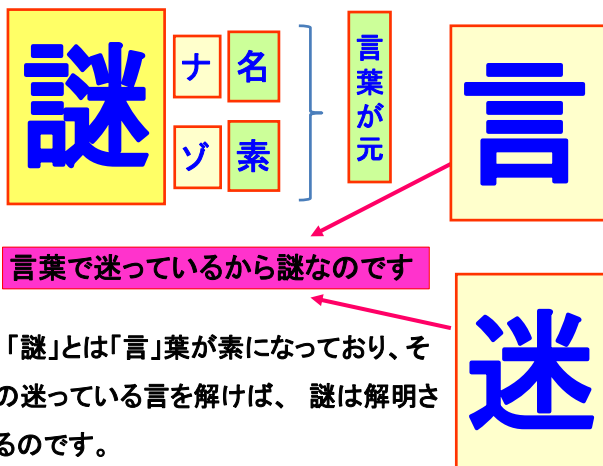 謎
ナ 名
ゾ 素
言葉が元
言
言葉で迷っているから謎なのです
迷
「謎」とは「言」葉が素になっており、そ
の迷っている言を解けば、 謎は解明さ
るのです。